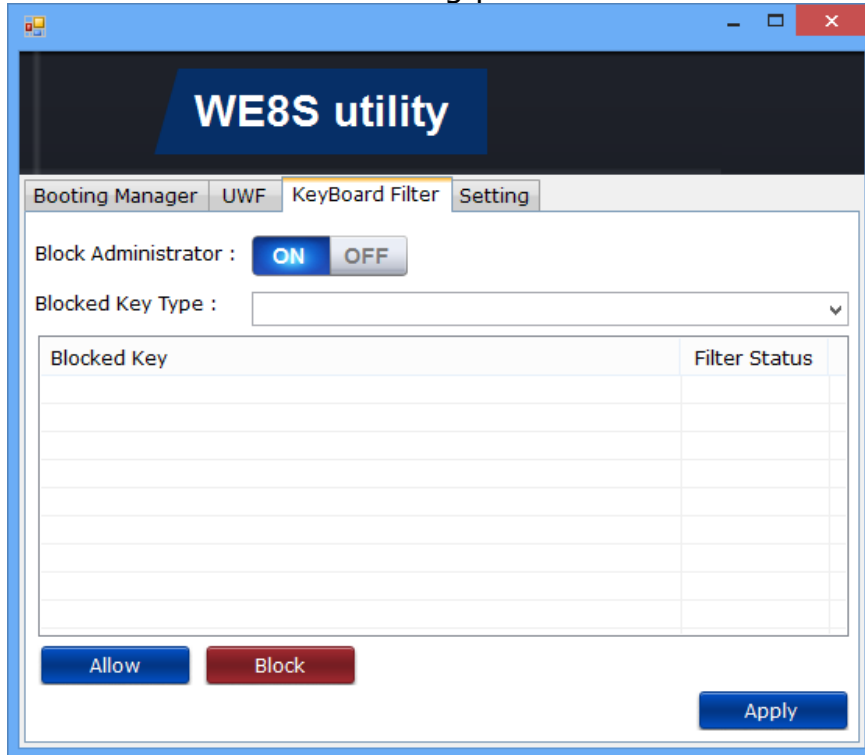 WE8S utility
Booting Manager UWF KeyBoard Filter Setting
Block Administrator : ON OFF
Blocked Key Type :
Blocked Key Filter Status
Allow Block
Apply